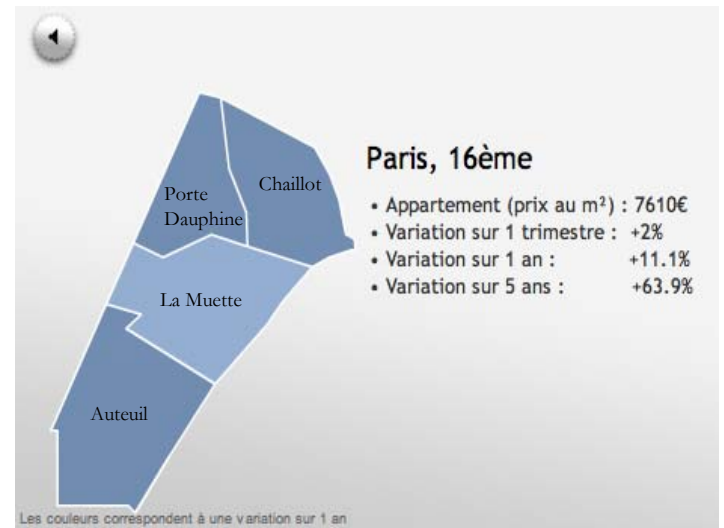 Paris, 16ème
• Appartement (prix au m²) : 7610€
• Variation sur 1 trimestre : +2%
• Variation sur 1 an : +11.1%
• Variation sur 5 ans : +63.9%
Porte
Dauphine
Chaillot
La Muette
Auteuil
Les couleurs correspondent à une variation sur 1 an